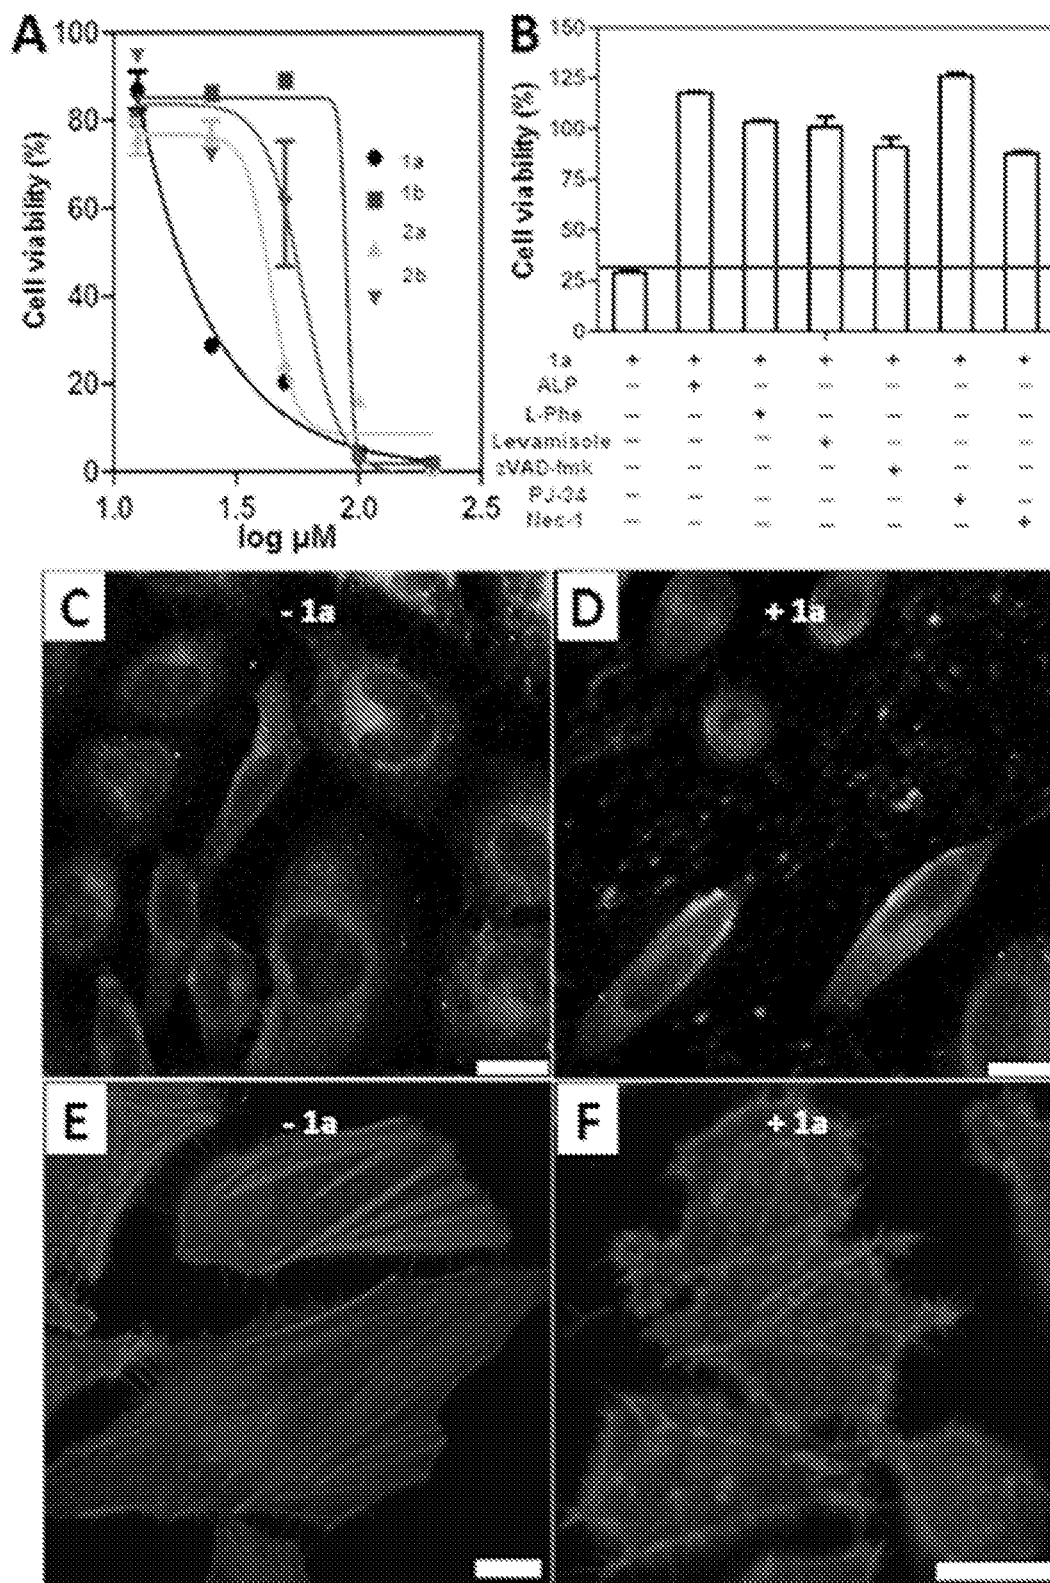 A
100
80
60
40
20
0
Cell viability (%)
1.0 1.5 2.0 2.5
log µM
1a
1b
2a
2b
B
150
125
100
75
50
25
0
Cell viability (%)
1a + + + + + + +
ALP – + – – – – –
L-Phe – – + – – – –
Levamisole – – – + – – –
zVAD-fmk – – – – + – –
PJ-34 – – – – – + –
Nec-1 – – – – – – +
C
- 1a
D
+ 1a
E
- 1a
F
+ 1a